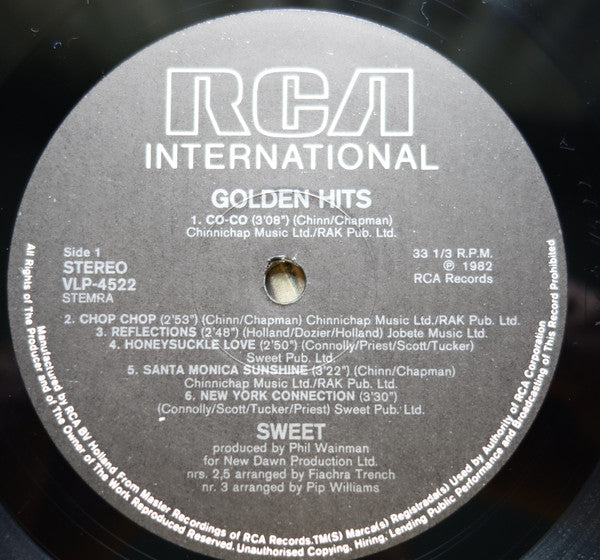 RCA
INTERNATIONAL
GOLDEN HITS
1. CO-CO (3'08") (Chinn/Chapman)
Chinnichap Music Ltd./RAK Pub. Ltd.
Side 1
STEREO
VLP-4522
STEMRA
33 1/3 R.P.M.
℗ 1982
RCA Records
2. CHOP CHOP (2'53") (Chinn/Chapman) Chinnichap Music Ltd./RAK Pub. Ltd.
3. REFLECTIONS (2'48") (Holland/Dozier/Holland) Jobete Music Ltd.
4. HONEYSUCKLE LOVE (2'50") (Connolly/Priest/Scott/Tucker)
Sweet Pub. Ltd.
5. SANTA MONICA SUNSHINE (3'22") (Chinn/Chapman)
Chinnichap Music Ltd./RAK Pub. Ltd.
6. NEW YORK CONNECTION (3'30")
(Connolly/Scott/Tucker/Priest) Sweet Pub. Ltd.
SWEET
produced by Phil Wainman
for New Dawn Production Ltd.
nrs. 2,5 arranged by Fiachra Trench
nr. 3 arranged by Pip Williams
Manufactured by RCA BV Holland From Master Recordings of RCA Records.TM(S) Marca(s) Registrada(s) Used by Authority of RCA Corporation
All Rights of The Producer and of The Owner of The Work Reproduced Reserved. Unauthorised Copying, Hiring, Lending Public Performance and Broadcasting of This Record Prohibited